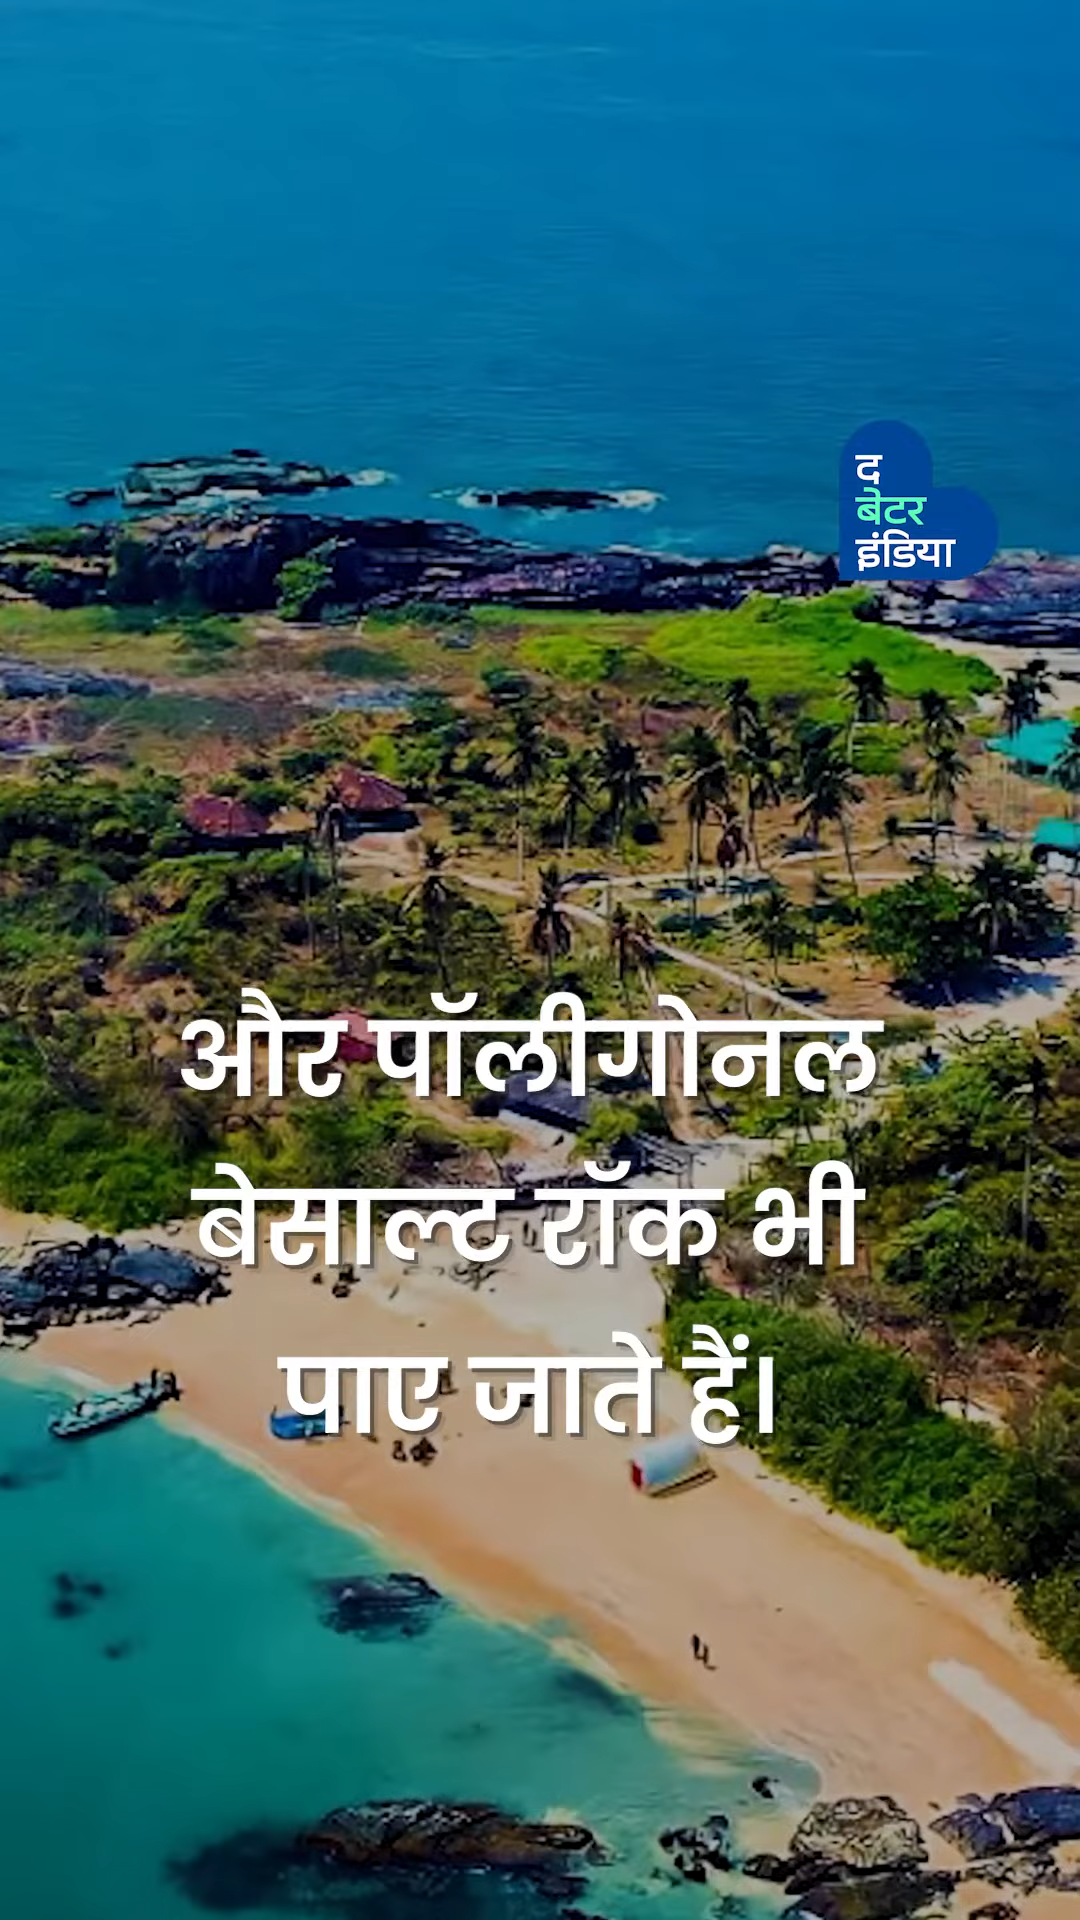 द
बेटर
इंडिया
और पॉलीगोनल
बेसाल्ट रॉक भी
पाए जाते हैं।